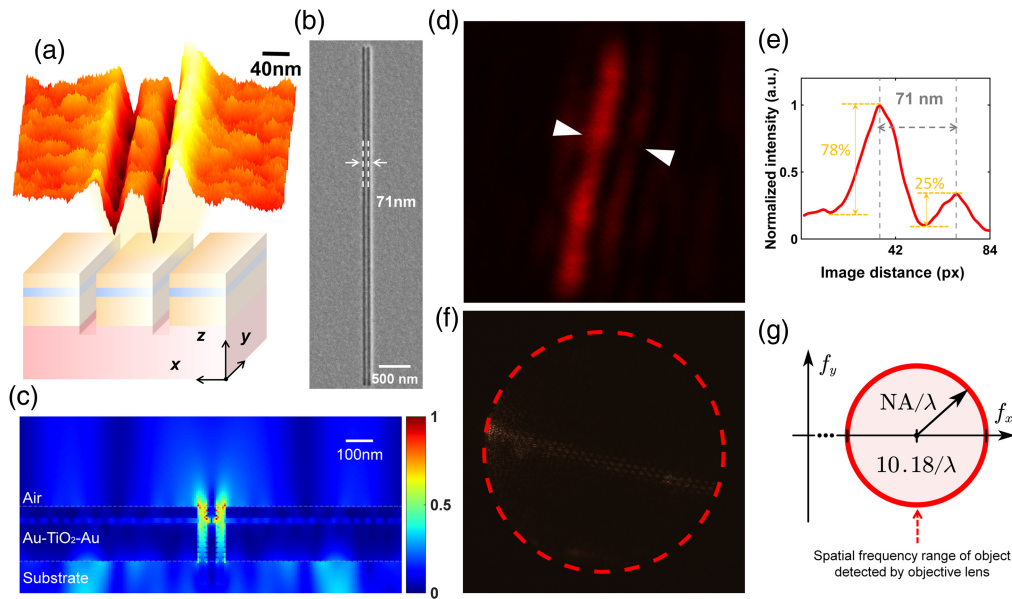 (a)
40nm
z
y
x
(b)
71nm
500 nm
(c)
1
100nm
Air
0.5
Au-TiO₂-Au
Substrate
0
(d)
(e)
Normalized intensity (a.u.)
1
0.5
0
71 nm
78%
25%
42
84
Image distance (px)
(f)
(g)
f_y
NA/λ
f_x
10.18/λ
Spatial frequency range of object
detected by objective lens